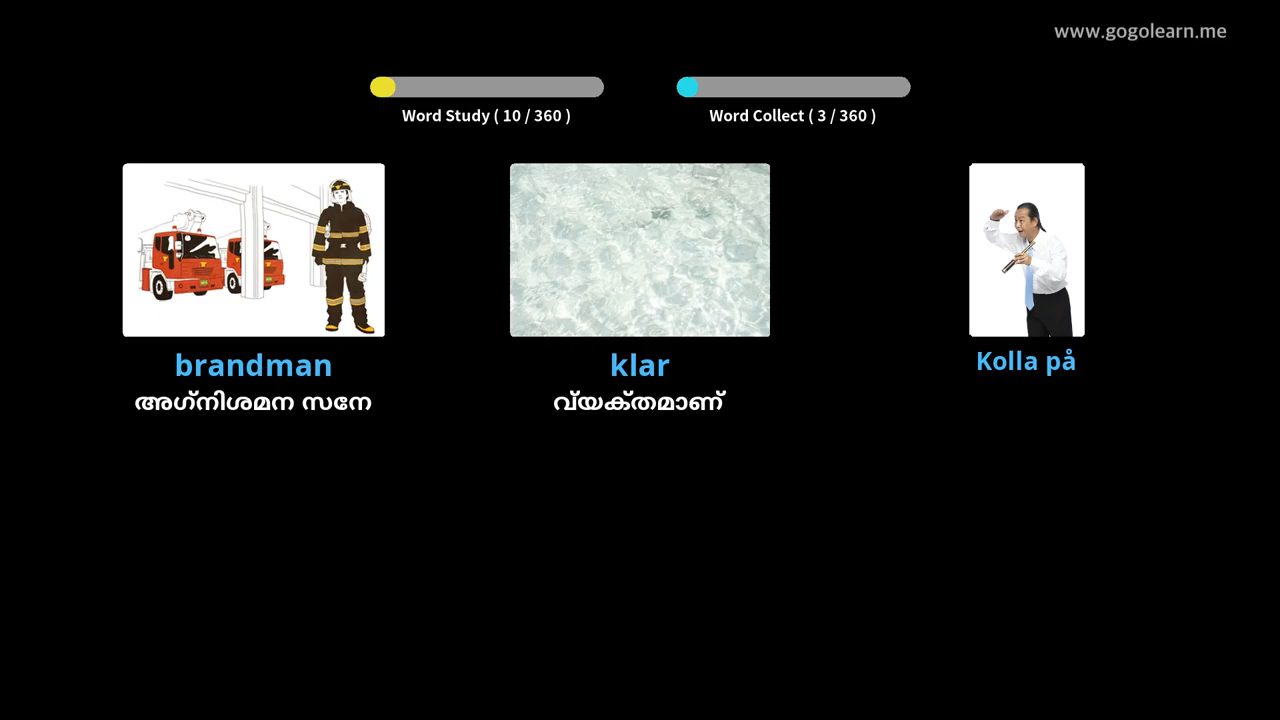 www.gogolearn.me
Word Study ( 10 / 360 )
Word Collect ( 3 / 360 )
brandman
klar
Kolla på
അഗ്‌നിശമന സനേ
വ്‌യക്‌തമാണ്